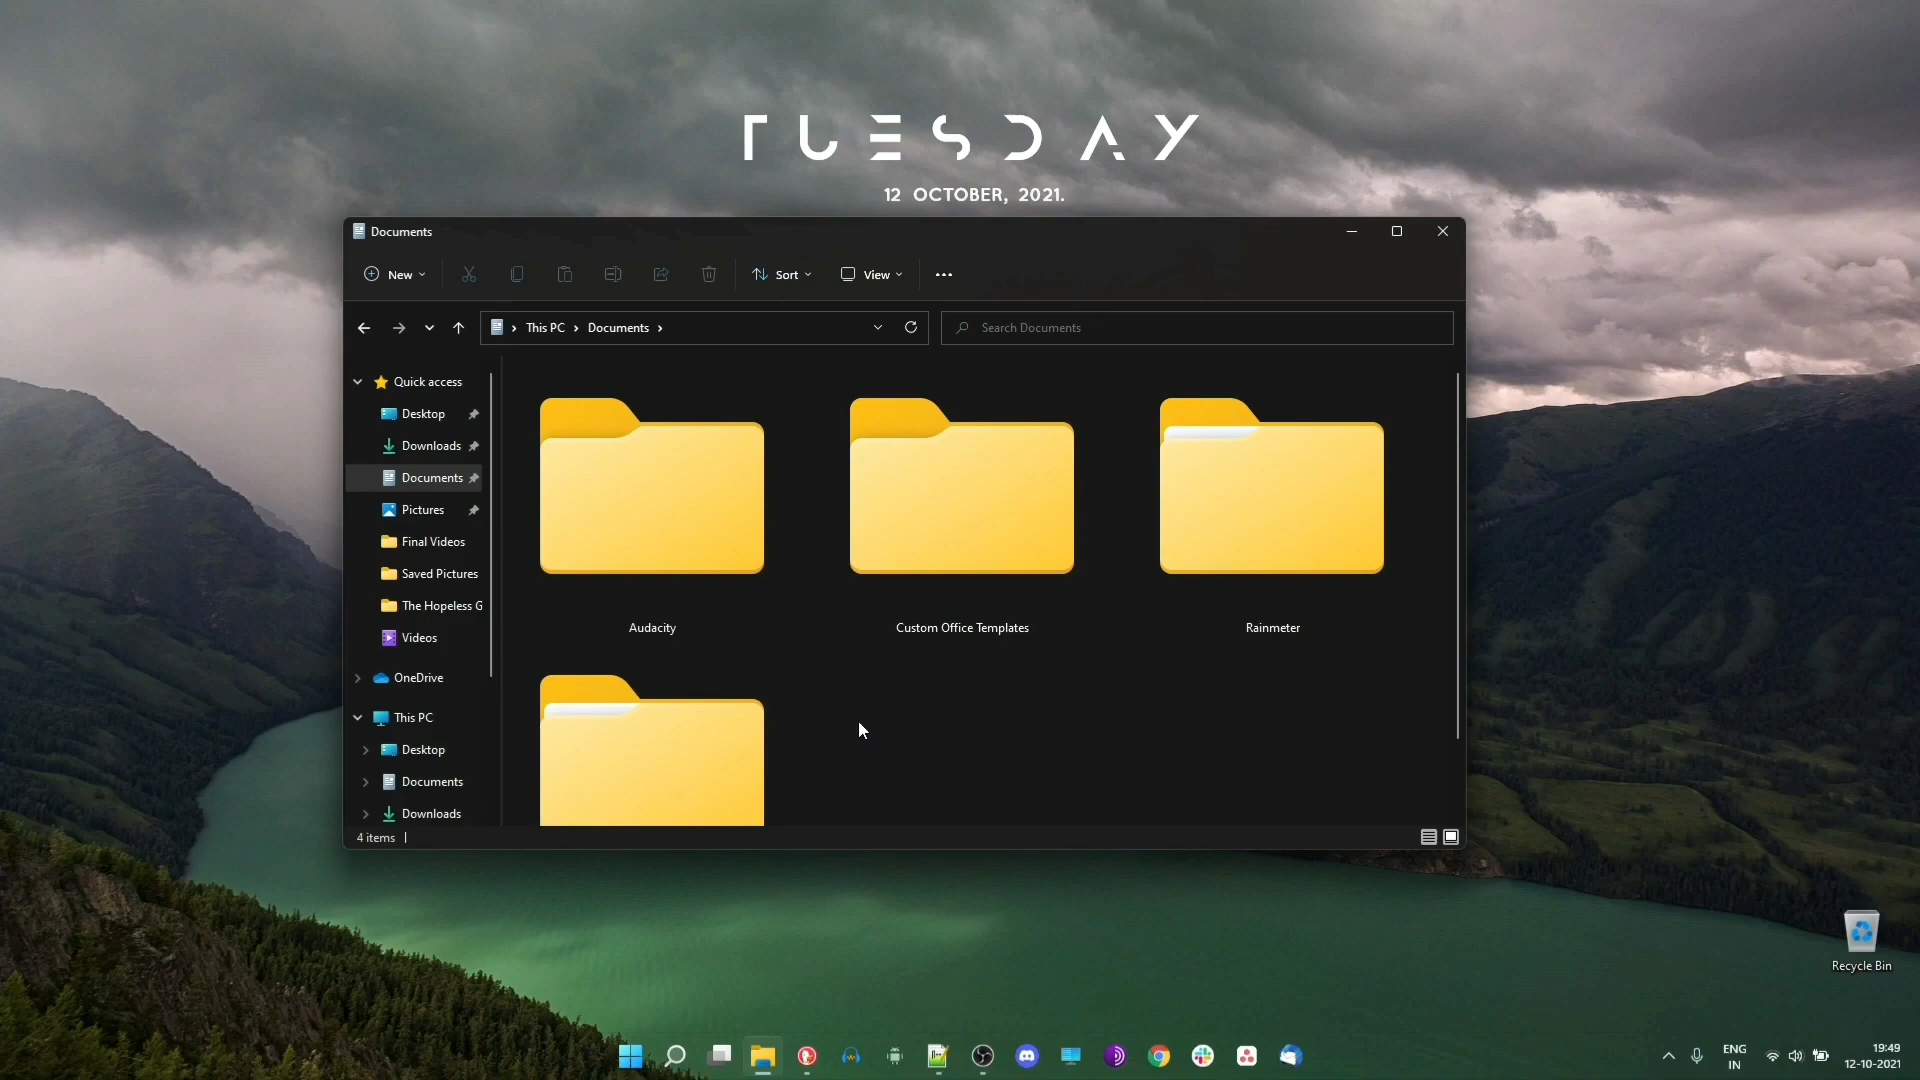 TUESDAY
12 OCTOBER, 2021.
Documents
New
Sort
View
This PC
Documents
Search Documents
Quick access
Desktop
Downloads
Documents
Pictures
Final Videos
Saved Pictures
The Hopeless G
Videos
OneDrive
This PC
Desktop
Documents
Downloads
Audacity
Custom Office Templates
Rainmeter
4 items
Recycle Bin
ENG
IN
19:49
12-10-2021